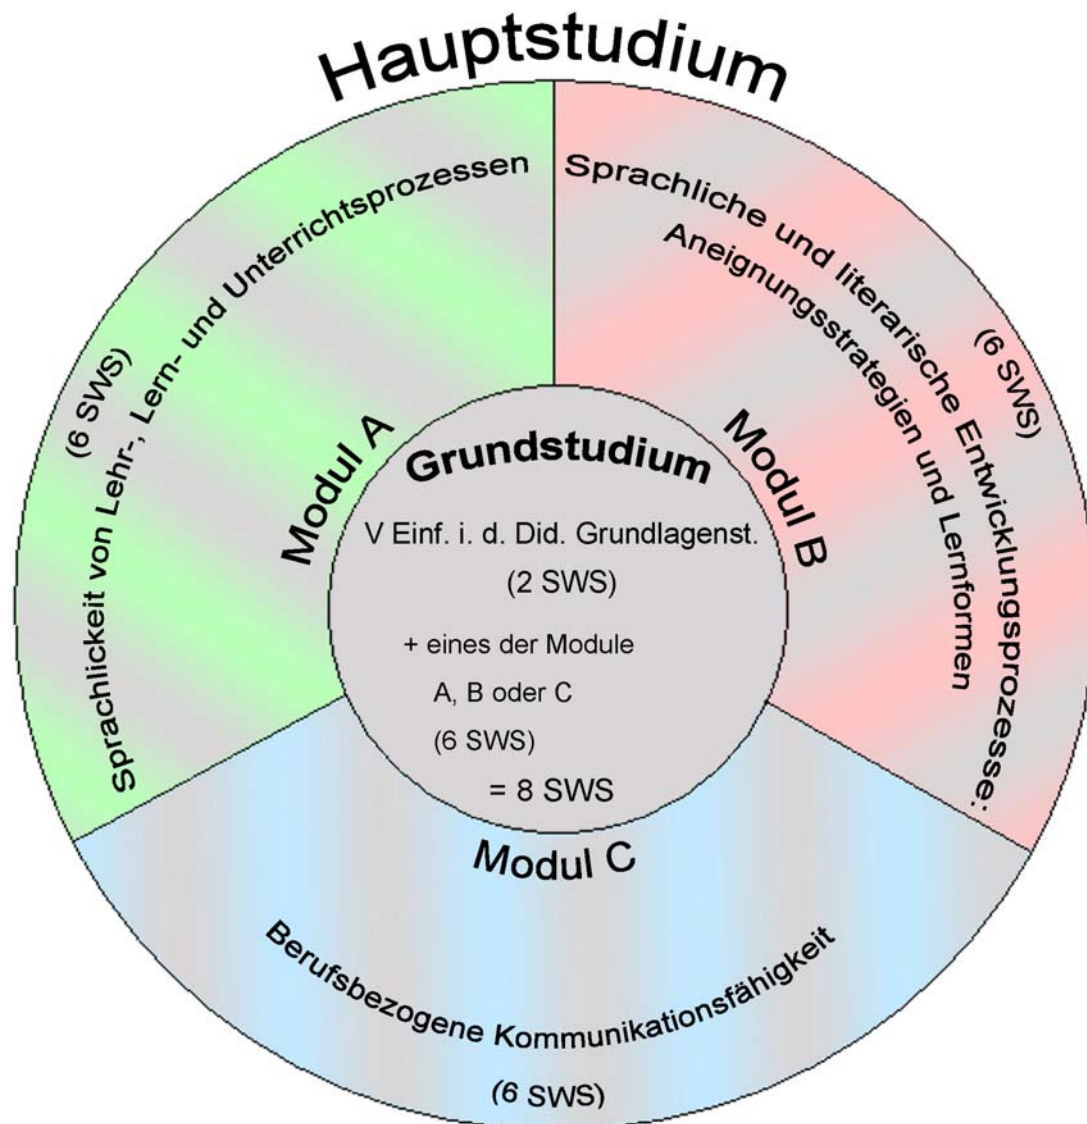 Hauptstudium
Modul A
Sprachlickeit von Lehr-, Lern- und Unterrichtsprozessen
(6 SWS)
Modul B
Sprachliche und literarische Entwicklungsprozesse:
Aneignungsstrategien und Lernformen
(6 SWS)
Grundstudium
V Einf. i. d. Did. Grundlagenst.
(2 SWS)
+ eines der Module
A, B oder C
(6 SWS)
= 8 SWS
Modul C
Berufsbezogene Kommunikationsfähigkeit
(6 SWS)